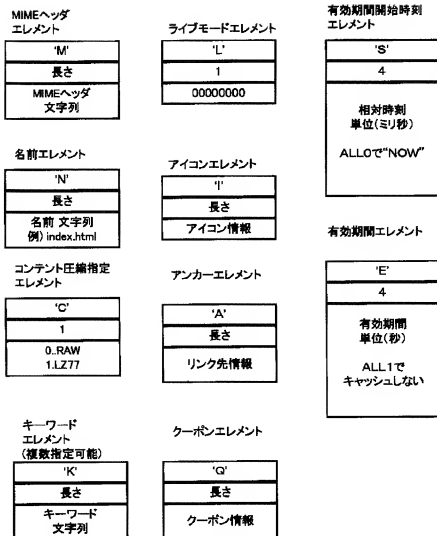 MIMEヘッダ
エレメント
'M'
長さ
MIMEヘッダ
文字列
名前エレメント
'N'
長さ
名前 文字列
例) index.html
コンテント圧縮指定
エレメント
'C'
1
0..RAW
1.LZ77
キーワード
エレメント
(複数指定可能)
'K'
長さ
キーワード
文字列
ライブモードエレメント
'L'
1
00000000
アイコンエレメント
'I'
長さ
アイコン情報
アンカーエレメント
'A'
長さ
リンク先情報
クーポンエレメント
'Q'
長さ
クーポン情報
有効期間開始時刻
エレメント
'S'
4
相対時刻
単位(ミリ秒)
ALL0で"NOW"
有効期間エレメント
'E'
4
有効期間
単位(秒)
ALL1で
キャッシュしない